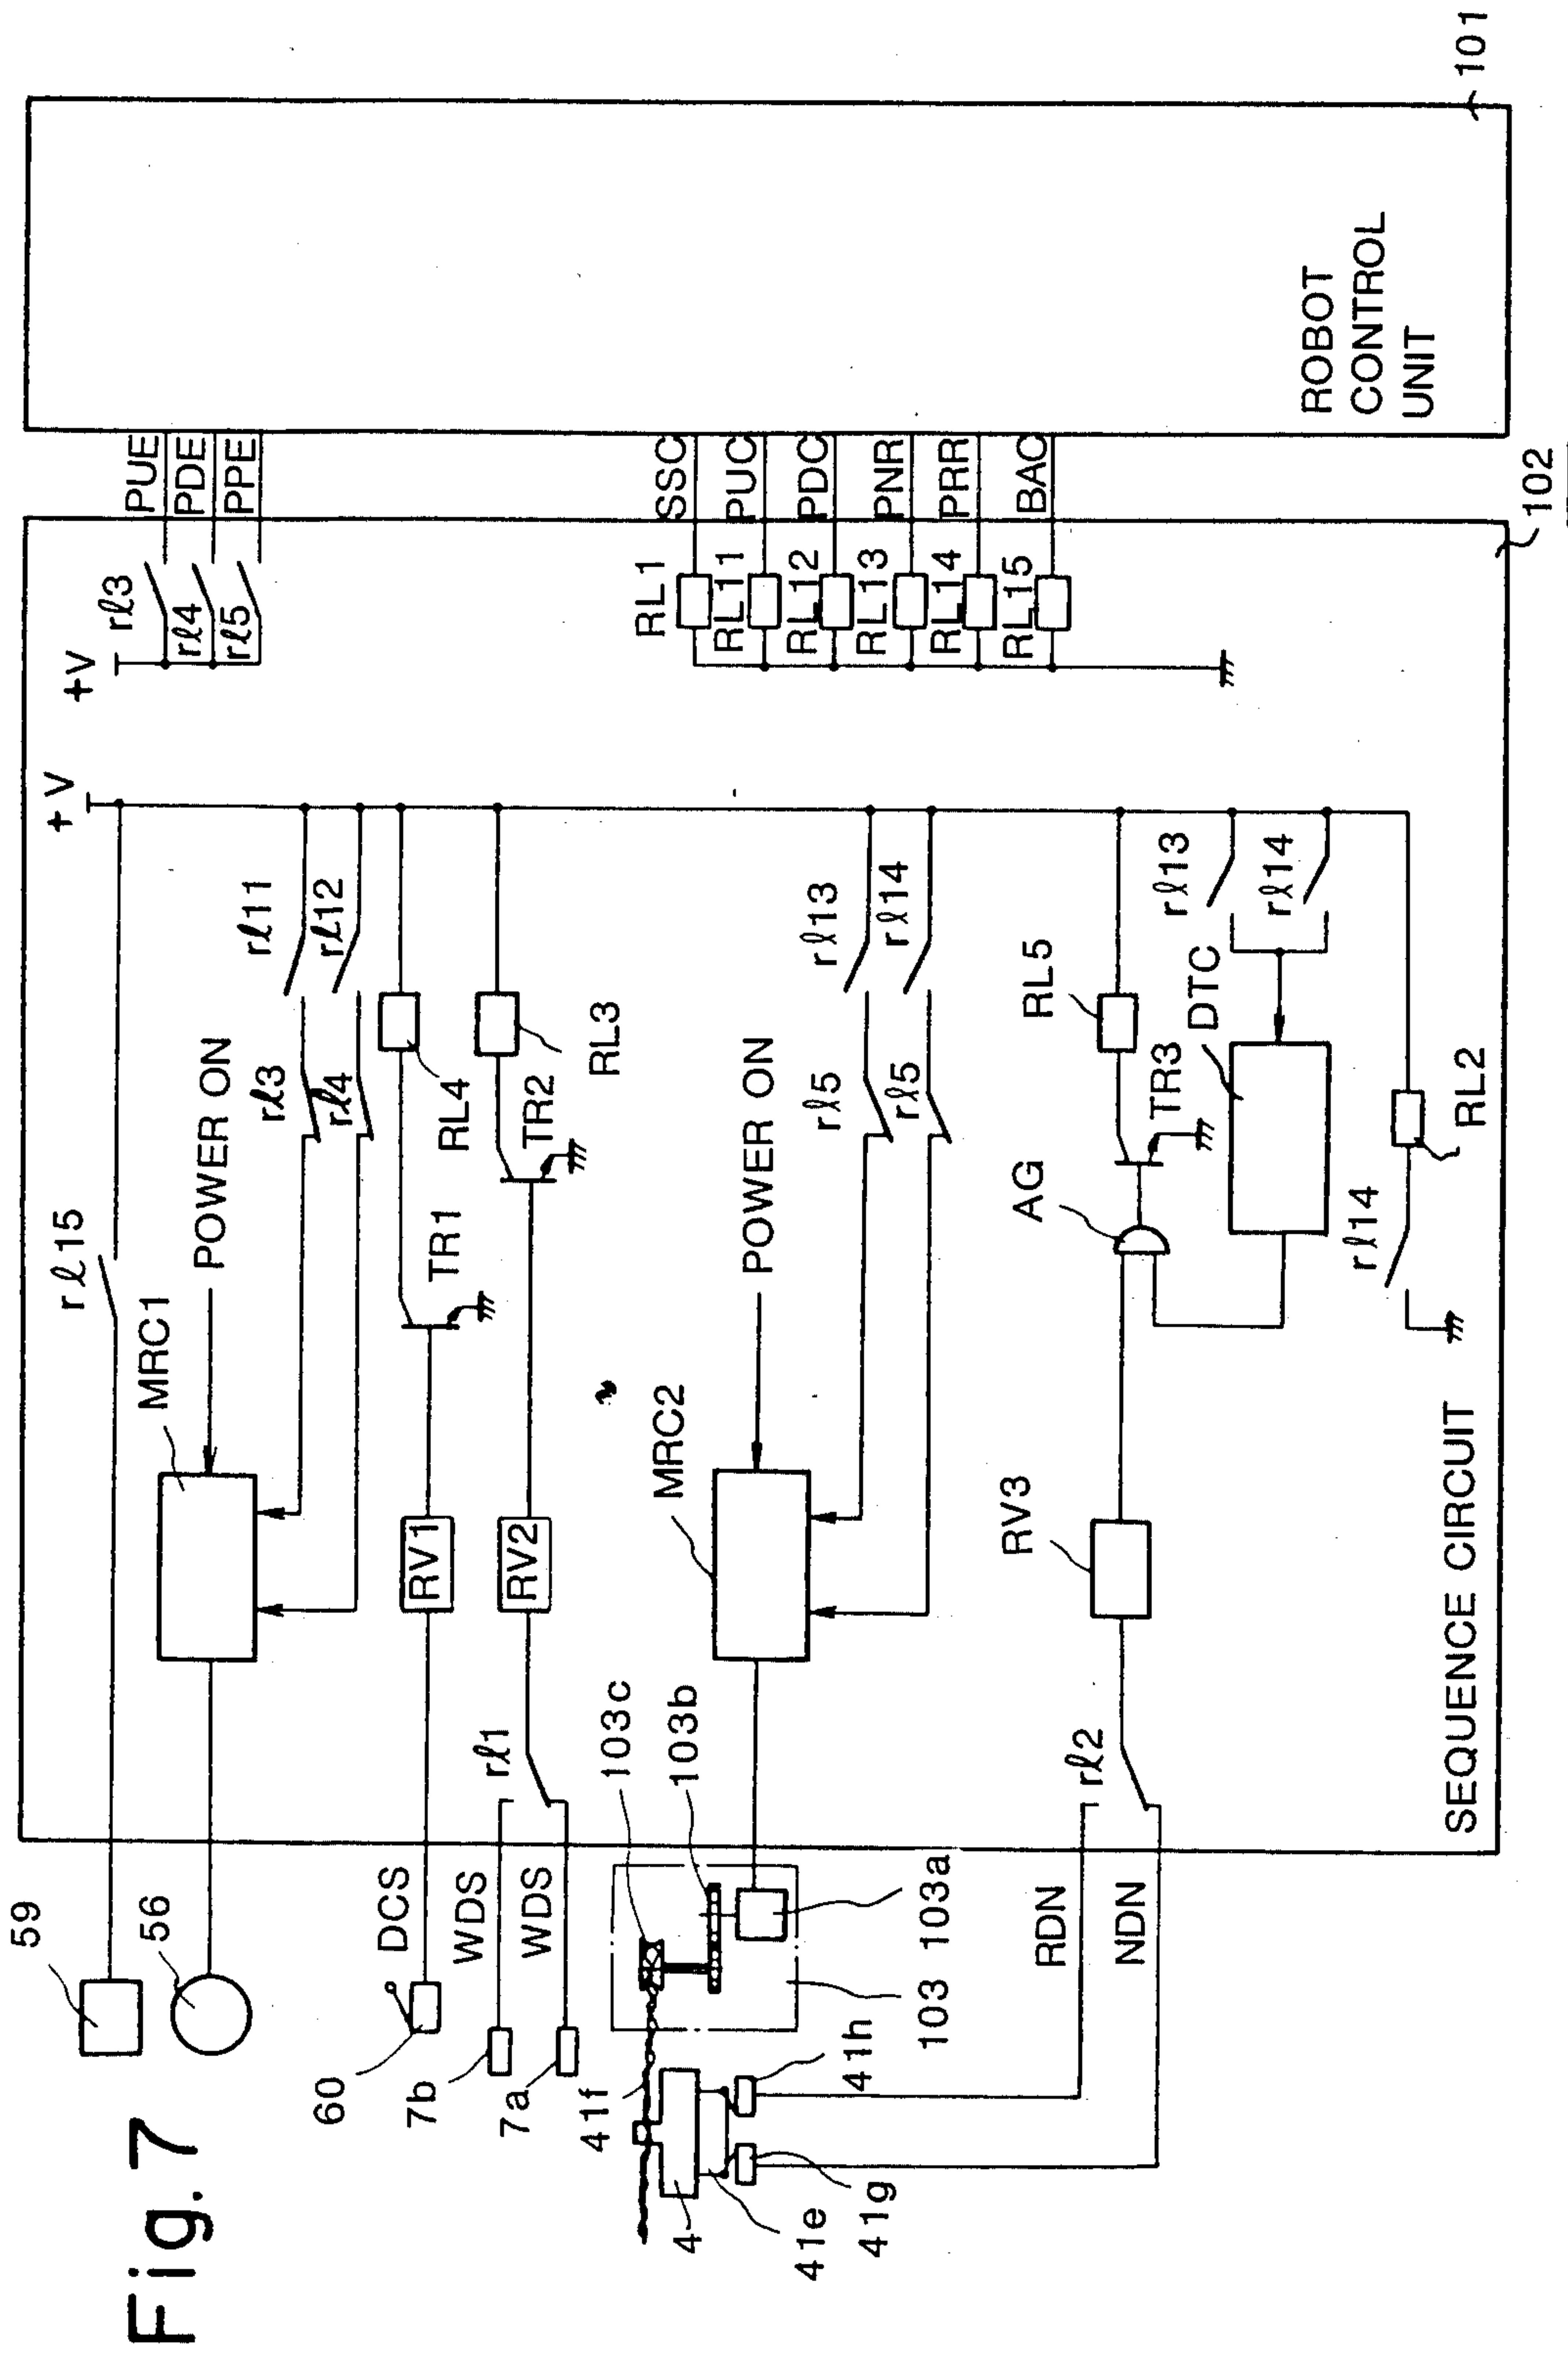 Fig. 7
59
56
60
7b
7a
41f
4
41e
41g
41h
103
103a
103b
103c
DCS
WDS
WDS
RDN
NDN
rℓ15
MRC1
POWER ON
rℓ3
rℓ4
rℓ11
rℓ12
RV1
TR1
RL4
rℓ1
RV2
TR2
RL3
MRC2
POWER ON
rℓ5
rℓ5
rℓ13
rℓ14
rℓ2
RV3
AG
TR3
RL5
DTC
rℓ13
rℓ14
rℓ14
RL2
+V
+V
rℓ3
rℓ4
rℓ5
PUE
PDE
PPE
RL1
RL11
RL12
RL13
RL14
RL15
SSC
PUC
PDC
PNR
PRR
BAC
SEQUENCE CIRCUIT
102
ROBOT
CONTROL
UNIT
101